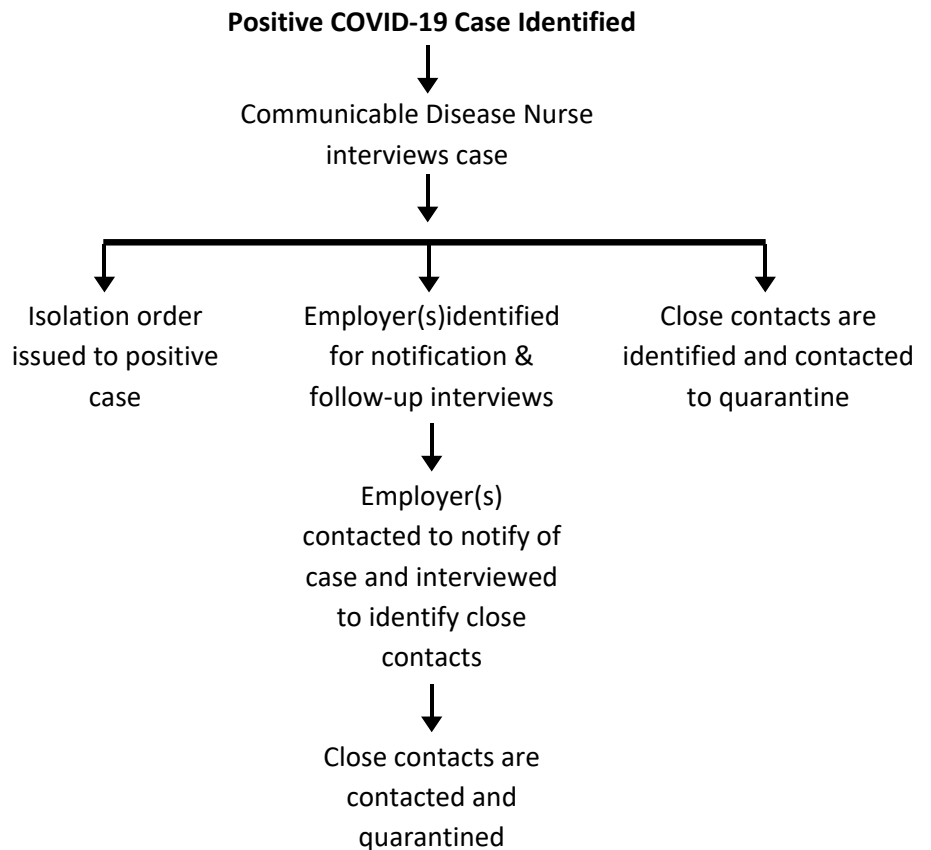 Positive COVID-19 Case Identified
Communicable Disease Nurse
interviews case
Isolation order
issued to positive
case
Employer(s)identified
for notification &
follow-up interviews
Close contacts are
identified and contacted
to quarantine
Employer(s)
contacted to notify of
case and interviewed
to identify close
contacts
Close contacts are
contacted and
quarantined